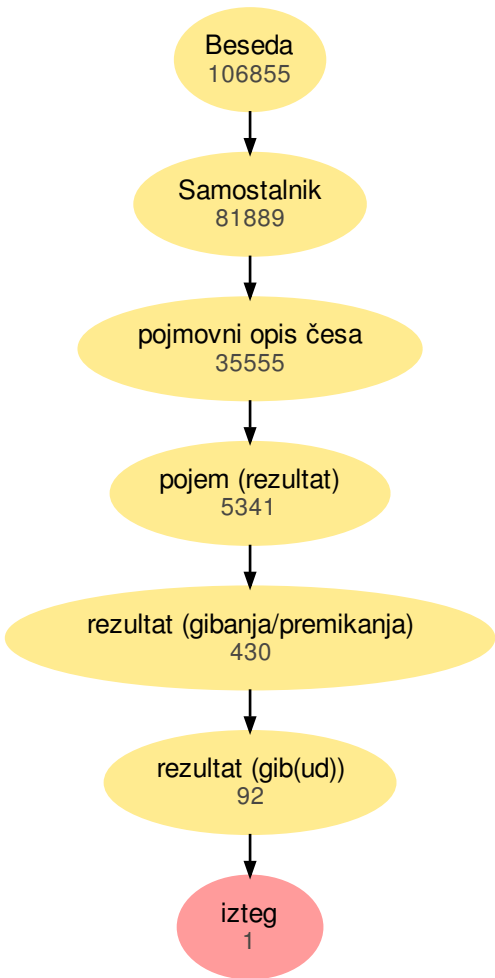 Beseda
106855
Samostalnik
81889
pojmovni opis česa
35555
pojem (rezultat)
5341
rezultat (gibanja/premikanja)
430
rezultat (gib(ud))
92
izteg
1